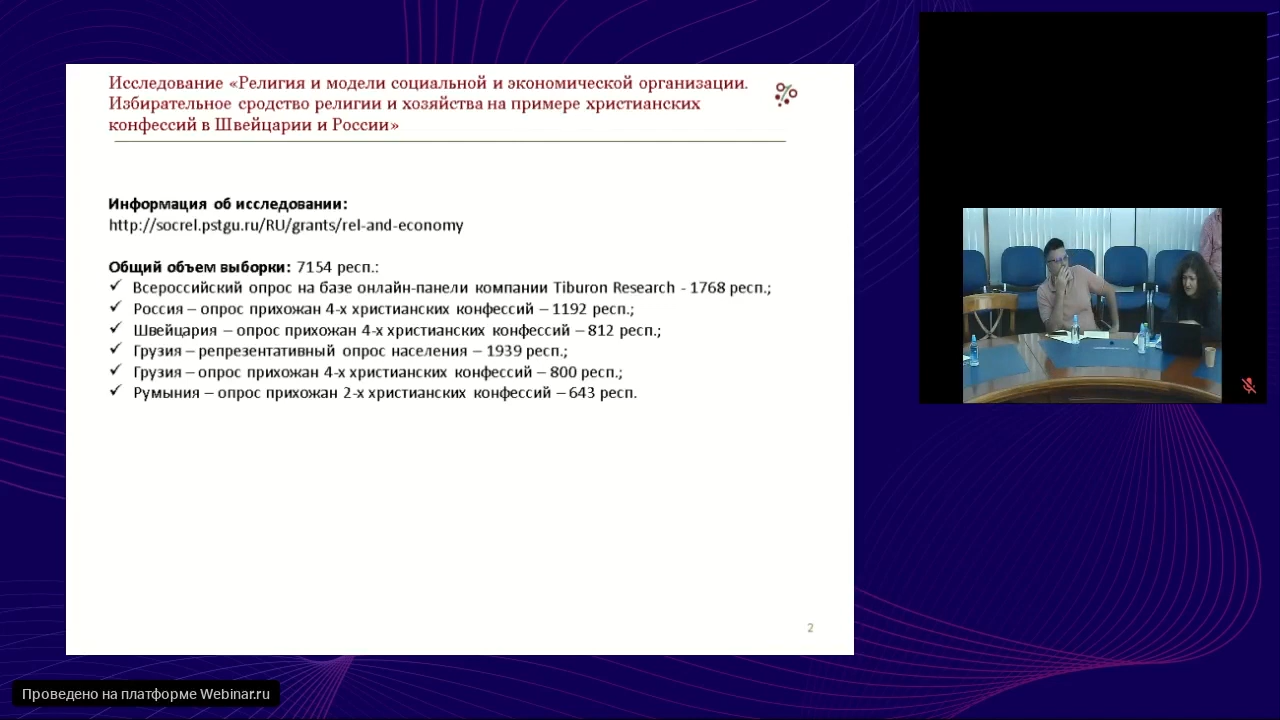 Исследование «Религия и модели социальной и экономической организации.
Избирательное сродство религии и хозяйства на примере христианских
конфессий в Швейцарии и России»
Информация об исследовании:
http://socrel.pstgu.ru/RU/grants/rel-and-economy
Общий объем выборки: 7154 респ.:
✓ Всероссийский опрос на базе онлайн-панели компании Tiburon Research - 1768 респ.;
✓ Россия – опрос прихожан 4-х христианских конфессий – 1192 респ.;
✓ Швейцария – опрос прихожан 4-х христианских конфессий – 812 респ.;
✓ Грузия – репрезентативный опрос населения – 1939 респ.;
✓ Грузия – опрос прихожан 4-х христианских конфессий – 800 респ.;
✓ Румыния – опрос прихожан 2-х христианских конфессий – 643 респ.
2
Проведено на платформе Webinar.ru